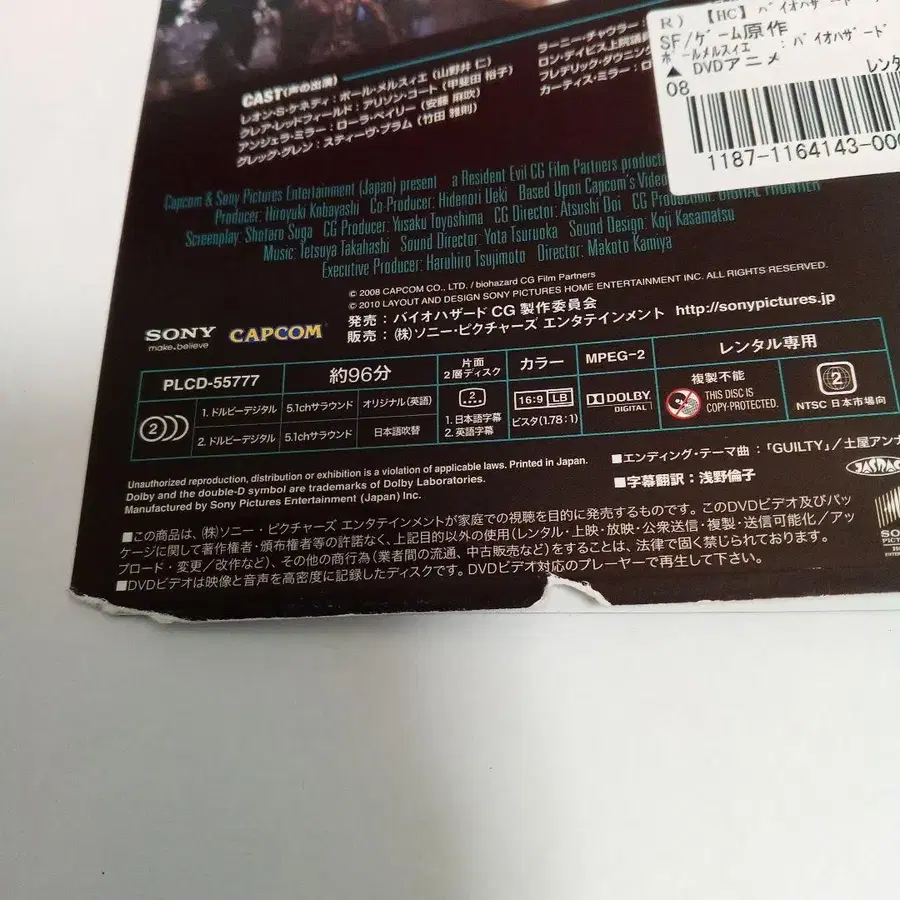 R) 【HC】 バイオハザード
SF/ゲーム原作
ポールメルスィエ : バイオハザード
▲ DVDアニメ レンタ
08
1187-1164143-00
CAST(声の出演)
レオン・S・ケネディ:ポール・メルスィエ(山野井 仁)
クレア・レッドフィールド:アリソン・コート(甲斐田 裕子)
アンジェラ・ミラー:ローラ・ベイリー(安藤 麻吹)
グレッグ・グレン:スティーヴ・ブラム(竹田 雅則)
ラーニー・チャウラー:
ロン・デイビス上院議
フレデリック・ダウニング
カーティス・ミラー:ロ
Capcom & Sony Pictures Entertainment (Japan) present a Resident Evil CG Film Partners production
Producer: Hiroyuki Kobayashi Co Producer: Hidenori Ueki Based Upon Capcom's Video
Screenplay: Shotaro Suga CG Producer: Yusaku Toyoshima CG Director: Atsushi Doi CG Production: DIGITAL FRONTIER
Music: Tetsuya Takahashi Sound Director: Yota Tsuruoka Sound Design: Koji Kasamatsu
Executive Producer: Haruhiro Tsujimoto Director: Makoto Kamiya
© 2008 CAPCOM CO., LTD. / biohazard CG Film Partners
© 2010 LAYOUT AND DESIGN SONY PICTURES HOME ENTERTAINMENT INC. ALL RIGHTS RESERVED.
発売:バイオハザード CG 製作委員会
販売:(株)ソニー・ピクチャーズ エンタテインメント http://sonypictures.jp
SONY
make.believe
CAPCOM
PLCD-55777 約96分 片面2層ディスク カラー MPEG-2 レンタル専用
2 1. ドルビーデジタル 5.1chサラウンド オリジナル(英語)
2. ドルビーデジタル 5.1chサラウンド 日本語吹替
2 1. 日本語字幕
2. 英語字幕
16:9 LB
ビスタ(1.78:1)
DOLBY
DIGITAL
複製不能
THIS DISC IS
COPY-PROTECTED.
2
NTSC 日本市場向
Unauthorized reproduction, distribution or exhibition is a violation of applicable laws. Printed in Japan.
Dolby and the double-D symbol are trademarks of Dolby Laboratories.
Manufactured by Sony Pictures Entertainment (Japan) Inc.
■エンディング・テーマ曲:「GUILTY」/土屋アンナ
■字幕翻訳:浅野倫子
JASRAC
■この商品は、(株)ソニー・ピクチャーズ エンタテインメントが家庭での視聴を目的に発売するものです。このDVDビデオ及びパッ
ケージに関して著作権者・頒布権者等の許諾なく、上記目的以外の使用(レンタル・上映・放映・公衆送信・複製・送信可能化/アッ
プロード・変更/改作など)、その他の商行為(業者間の流通、中古販売など)をすることは、法律で固く禁じられております。
■DVDビデオは映像と音声を高密度に記録したディスクです。DVDビデオ対応のプレーヤーで再生して下さい。